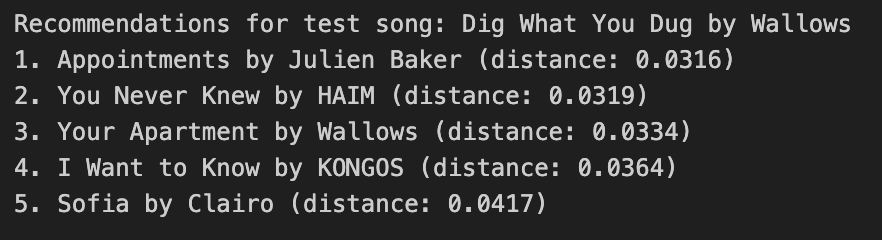 Recommendations for test song: Dig What You Dug by Wallows
1. Appointments by Julien Baker (distance: 0.0316)
2. You Never Knew by HAIM (distance: 0.0319)
3. Your Apartment by Wallows (distance: 0.0334)
4. I Want to Know by KONGOS (distance: 0.0364)
5. Sofia by Clairo (distance: 0.0417)